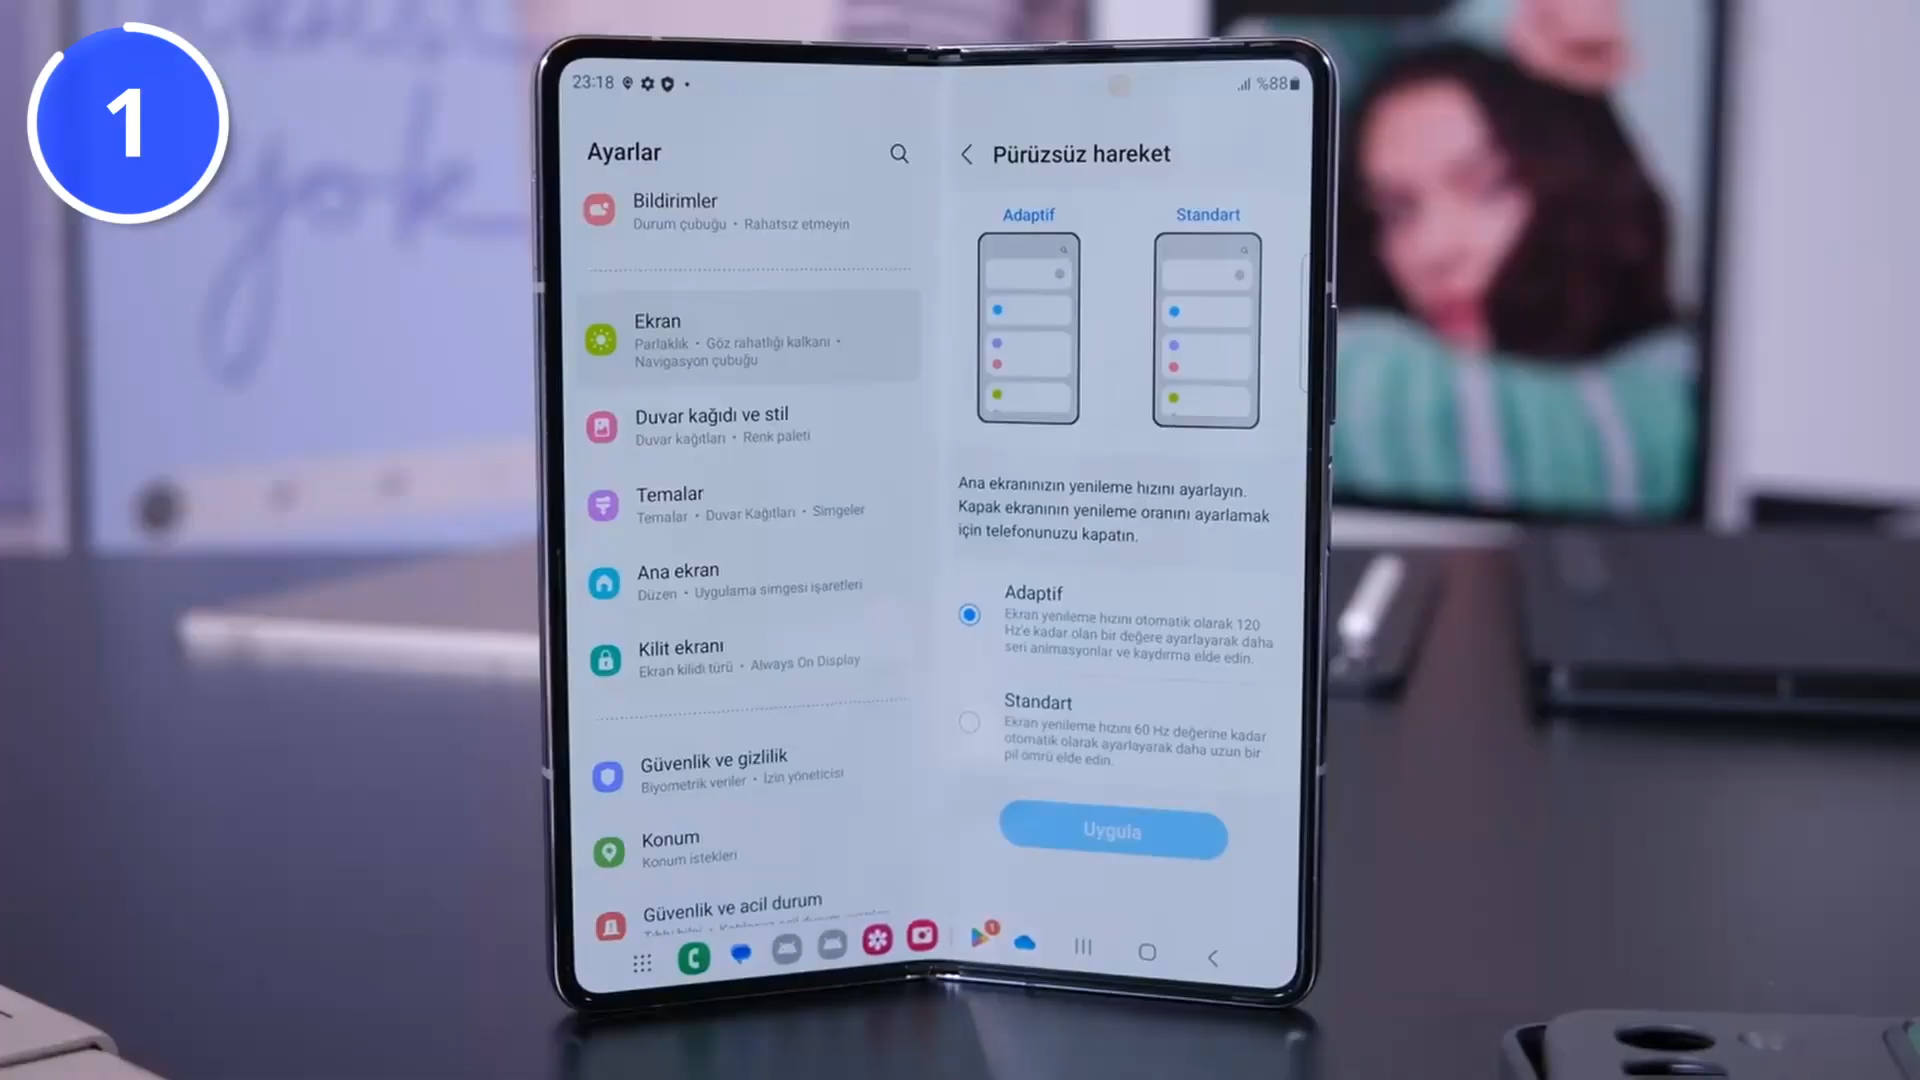 1
23:18
%88
Ayarlar
Bildirimler
Durum çubuğu • Rahatsız etmeyin
Ekran
Parlaklık • Göz rahatlığı kalkanı •
Navigasyon çubuğu
Duvar kağıdı ve stil
Duvar kağıtları • Renk paleti
Temalar
Temalar • Duvar Kağıtları • Simgeler
Ana ekran
Düzen • Uygulama simgesi işaretleri
Kilit ekranı
Ekran kilidi türü • Always On Display
Güvenlik ve gizlilik
Biyometrik veriler • İzin yöneticisi
Konum
Konum istekleri
Güvenlik ve acil durum
Pürüzsüz hareket
Adaptif
Standart
Ana ekranınızın yenileme hızını ayarlayın.
Kapak ekranının yenileme oranını ayarlamak
için telefonunuzu kapatın.
Adaptif
Ekran yenileme hızını otomatik olarak 120
Hz'e kadar olan bir değere ayarlayarak daha
seri animasyonlar ve kaydırma elde edin.
Standart
Ekran yenileme hızını 60 Hz değerine kadar
otomatik olarak ayarlayarak daha uzun bir
pil ömrü elde edin.
Uygula
1
yok